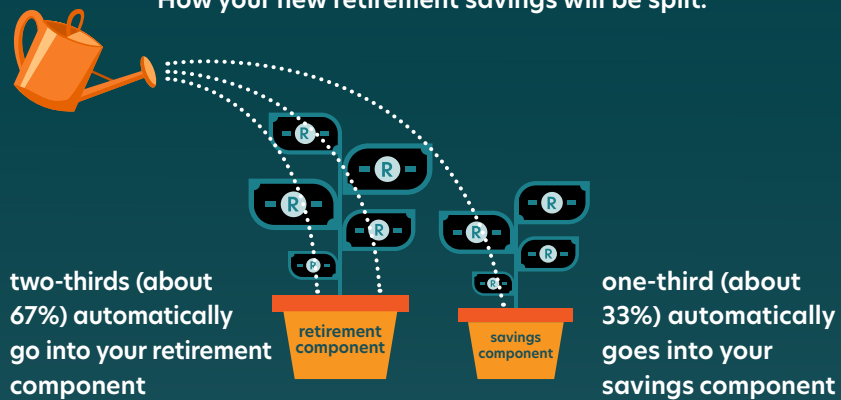 How your new retirement savings will be split.
R
R
R
R
R
R
R
R
R
two-thirds (about
67%) automatically
go into your retirement
component
retirement
component
savings
component
one-third (about
33%) automatically
goes into your
savings component